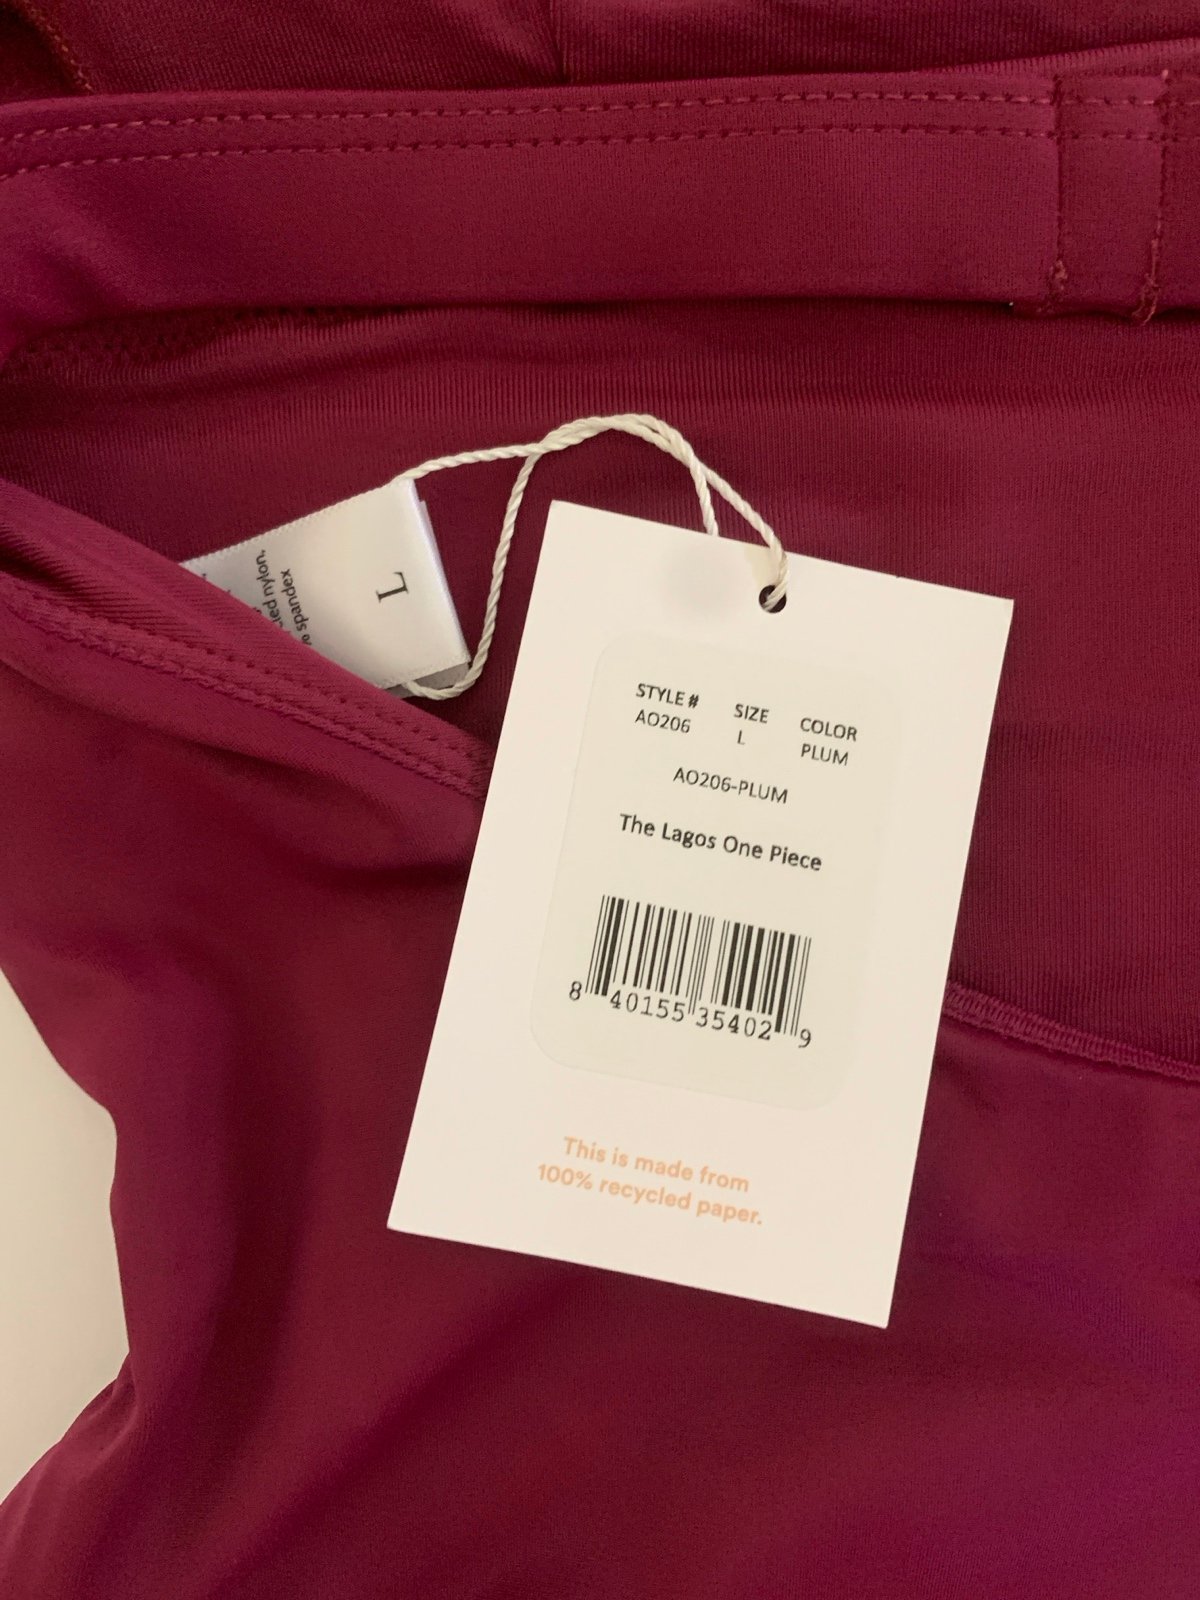 L
nylon,
spandex
STYLE # SIZE COLOR
AO206 L PLUM
AO206-PLUM
The Lagos One Piece
8 40155 35402 9
This is made from
100% recycled paper.